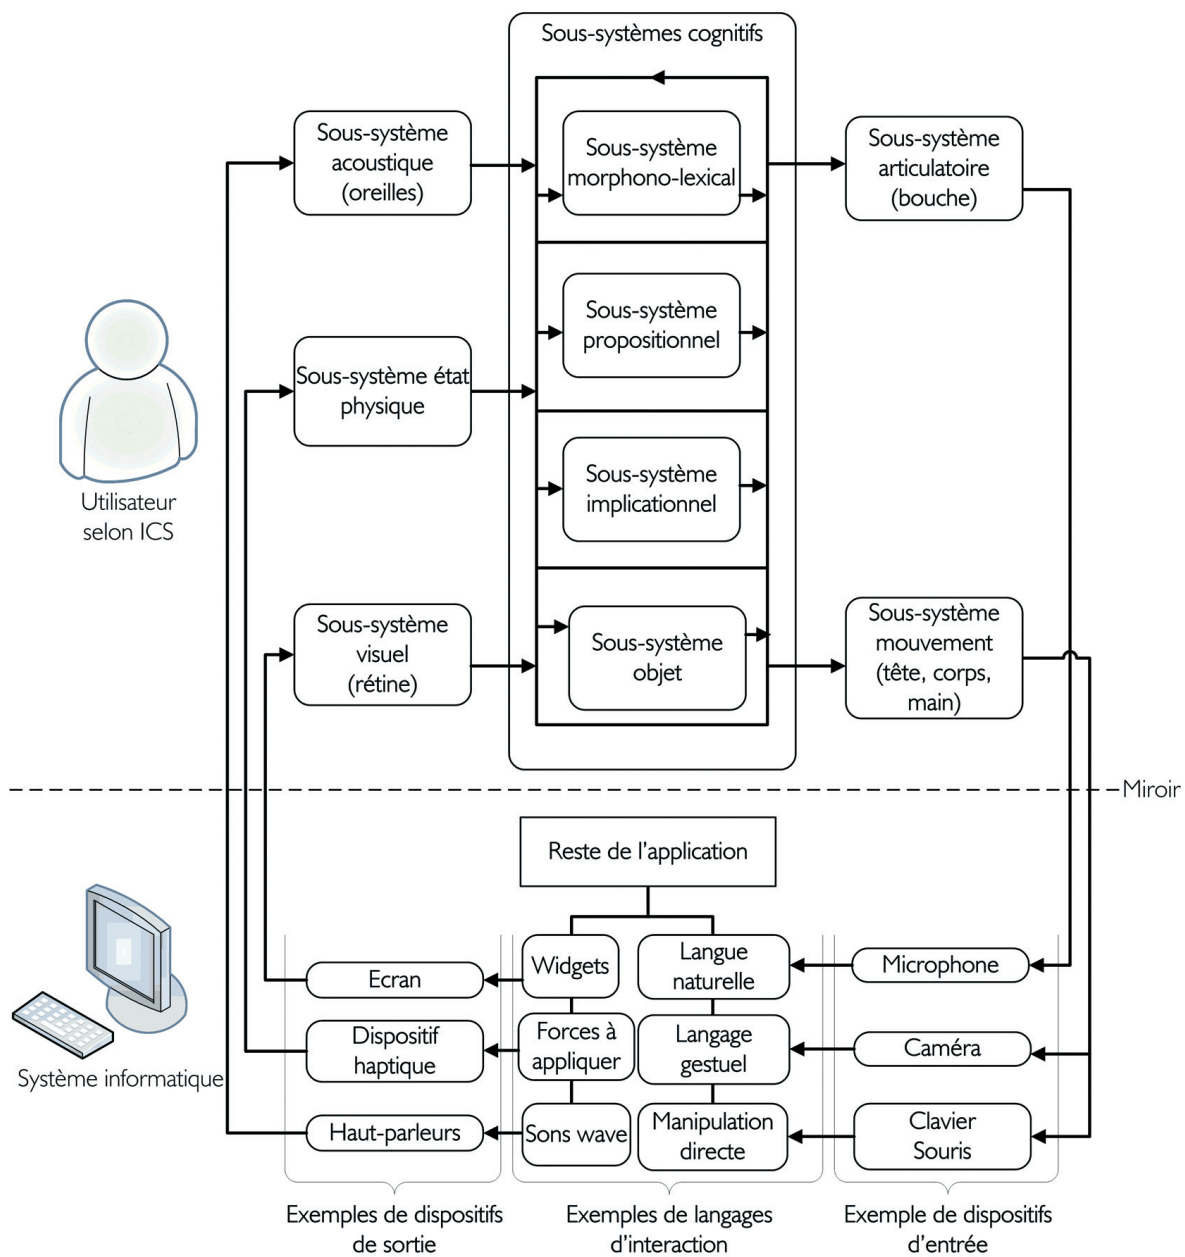 Sous-systèmes cognitifs
Sous-système
acoustique
(oreilles)
Sous-système
morphono-lexical
Sous-système
articulatoire
(bouche)
Sous-système état
physique
Sous-système
propositionnel
Sous-système
implicationnel
Utilisateur
selon ICS
Sous-système
visuel
(rétine)
Sous-système
objet
Sous-système
mouvement
(tête, corps,
main)
Miroir
Reste de l'application
Ecran
Widgets
Langue
naturelle
Microphone
Dispositif
haptique
Forces à
appliquer
Langage
gestuel
Caméra
Système informatique
Haut-parleurs
Sons wave
Manipulation
directe
Clavier
Souris
Exemples de dispositifs
de sortie
Exemples de langages
d'interaction
Exemple de dispositifs
d'entrée